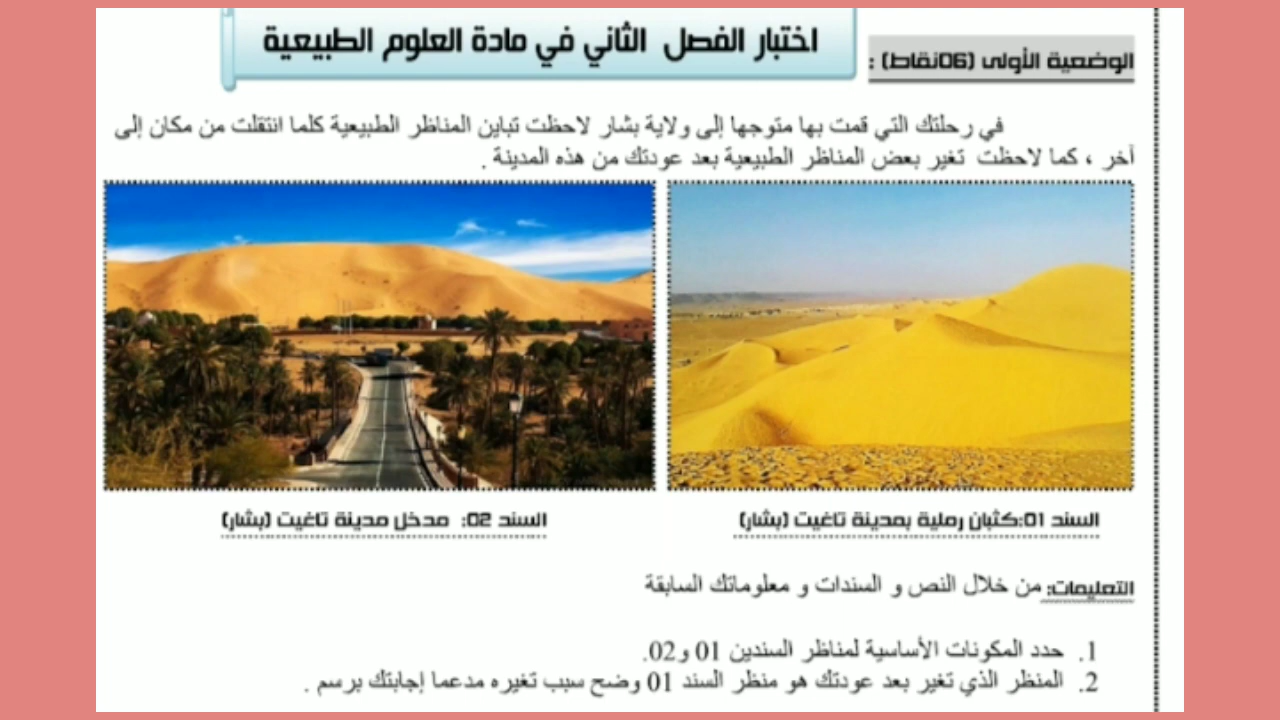 اختبار الفصل الثاني في مادة العلوم الطبيعية
الوضعية الأولى (06نقاط) :
في رحلتك التي قمت بها متوجها إلى ولاية بشار لاحظت تباين المناظر الطبيعية كلما انتقلت من مكان إلى
آخر ، كما لاحظت تغير بعض المناظر الطبيعية بعد عودتك من هذه المدينة .
السند 01:كثبان رملية بمدينة تاغيت (بشار)
السند 02: مدخل مدينة تاغيت (بشار)
التعليمات: من خلال النص و السندات و معلوماتك السابقة
1. حدد المكونات الأساسية لمناظر السندين 01 و02.
2. المنظر الذي تغير بعد عودتك هو منظر السند 01 وضح سبب تغيره مدعما إجابتك برسم .